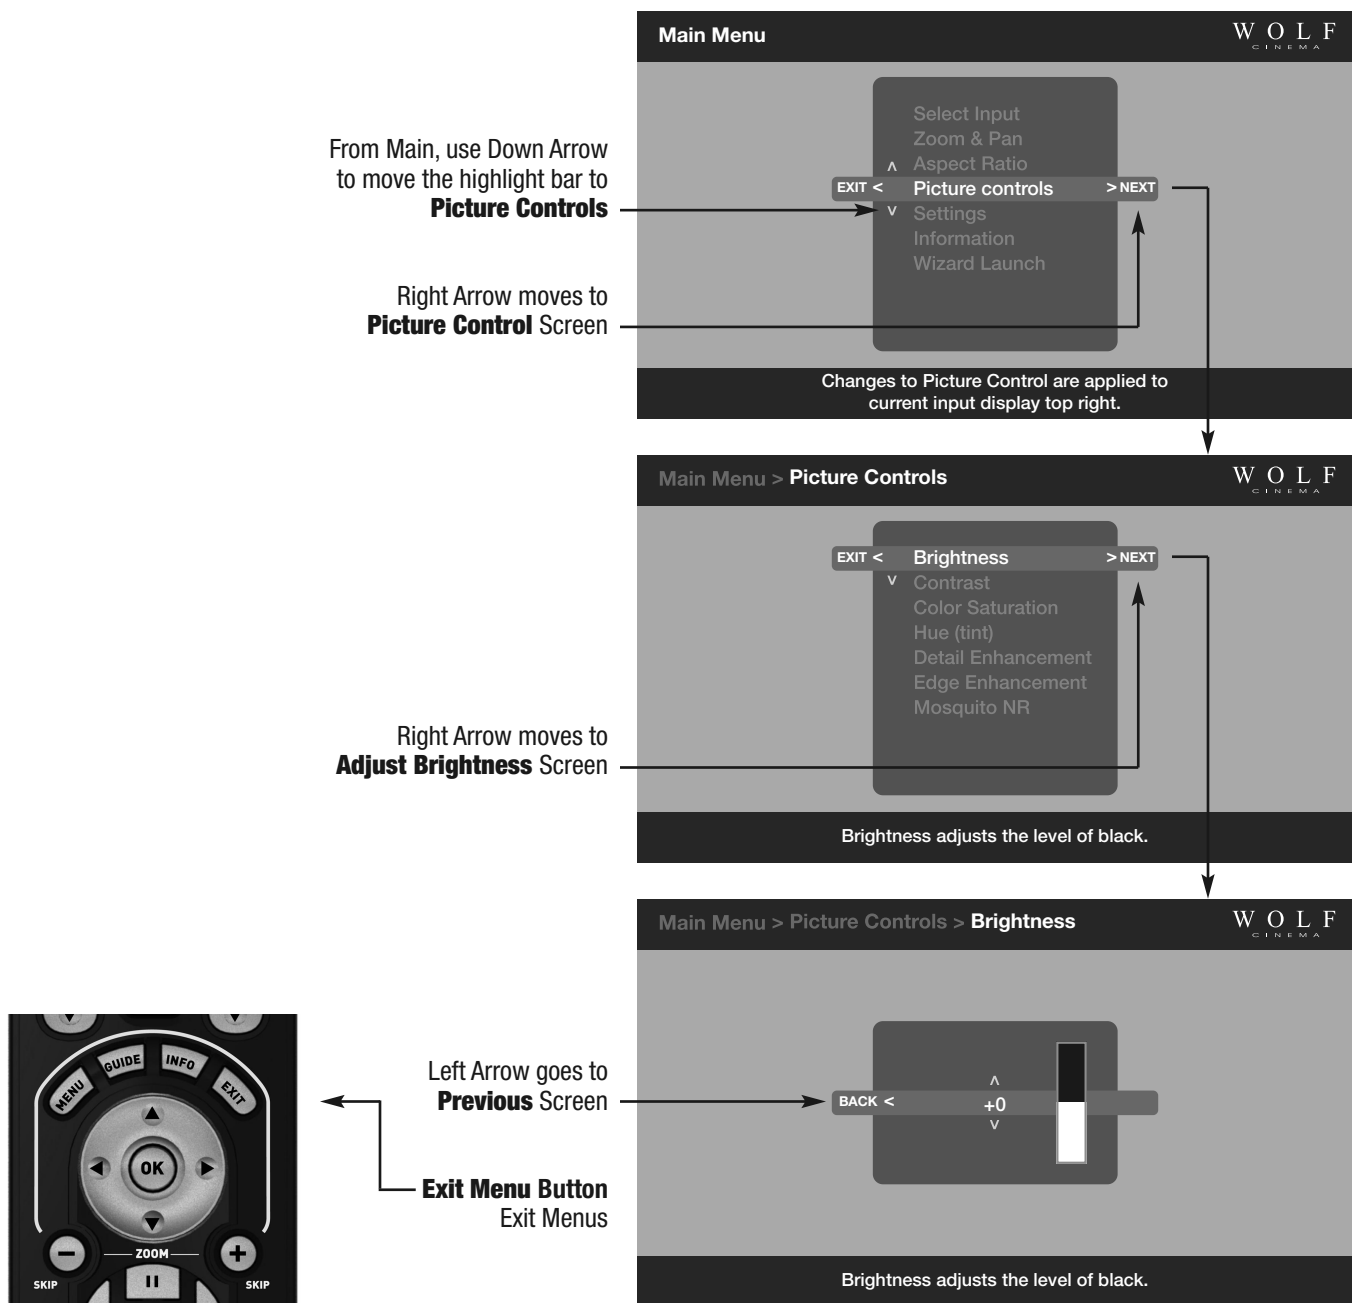 Main Menu
WOLF
CINEMA
Select Input
Zoom & Pan
^ Aspect Ratio
EXIT < Picture controls > NEXT
v Settings
Information
Wizard Launch
Changes to Picture Control are applied to
current input display top right.
From Main, use Down Arrow
to move the highlight bar to
Picture Controls
Right Arrow moves to
Picture Control Screen
Main Menu > Picture Controls
WOLF
CINEMA
EXIT < Brightness > NEXT
v Contrast
Color Saturation
Hue (tint)
Detail Enhancement
Edge Enhancement
Mosquito NR
Brightness adjusts the level of black.
Right Arrow moves to
Adjust Brightness Screen
Main Menu > Picture Controls > Brightness
WOLF
CINEMA
^
BACK < +0
v
Brightness adjusts the level of black.
Left Arrow goes to
Previous Screen
Exit Menu Button
Exit Menus
MENU
GUIDE
INFO
EXIT
OK
ZOOM
SKIP
SKIP